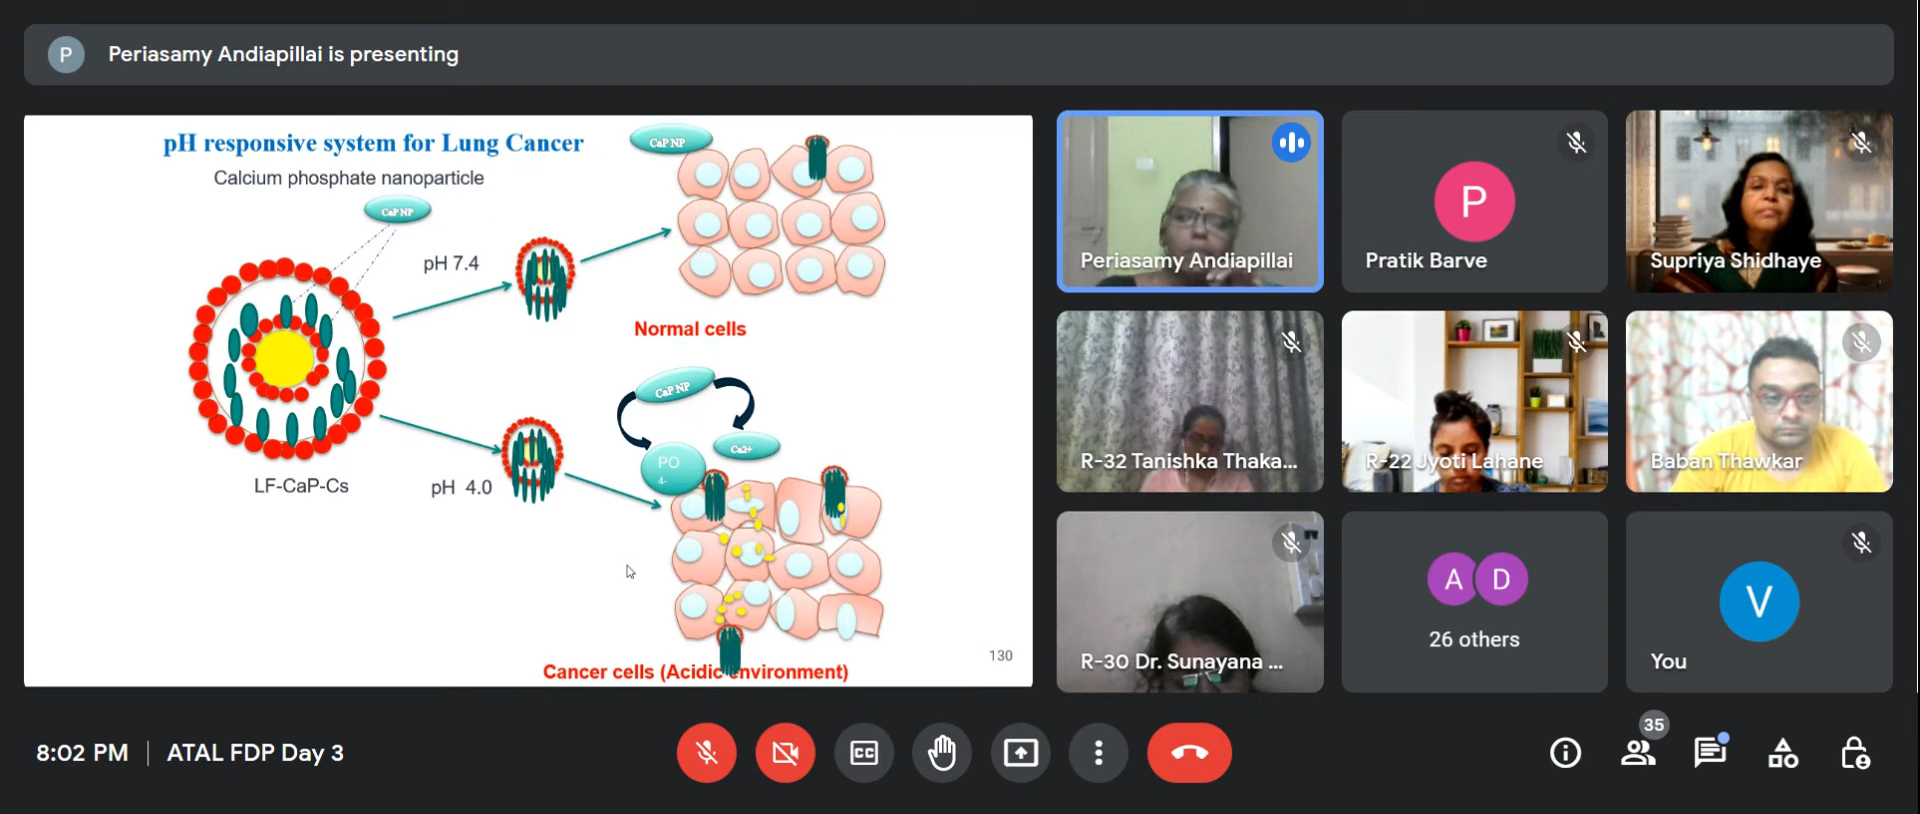 P
Periasamy Andiapillai is presenting
pH responsive system for Lung Cancer
Calcium phosphate nanoparticle
CaP NP
CaP NP
pH 7.4
Normal cells
CaP NP
Ca2+
PO
4-
LF-CaP-Cs
pH 4.0
Cancer cells (Acidic environment)
130
Periasamy Andiapillai
P
Pratik Barve
Supriya Shidhaye
R-32 Tanishka Thaka...
R-22 Jyoti Lahane
Baban Thawkar
R-30 Dr. Sunayana ...
A D
26 others
V
You
8:02 PM | ATAL FDP Day 3
CC
35